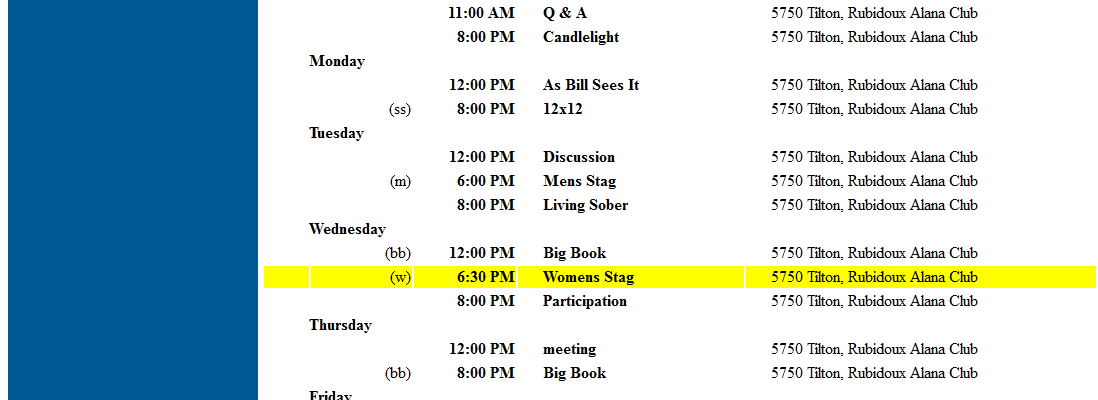 11:00 AM Q & A 5750 Tilton, Rubidoux Alana Club
8:00 PM Candlelight 5750 Tilton, Rubidoux Alana Club
Monday
12:00 PM As Bill Sees It 5750 Tilton, Rubidoux Alana Club
(ss) 8:00 PM 12x12 5750 Tilton, Rubidoux Alana Club
Tuesday
12:00 PM Discussion 5750 Tilton, Rubidoux Alana Club
(m) 6:00 PM Mens Stag 5750 Tilton, Rubidoux Alana Club
8:00 PM Living Sober 5750 Tilton, Rubidoux Alana Club
Wednesday
(bb) 12:00 PM Big Book 5750 Tilton, Rubidoux Alana Club
(w) 6:30 PM Womens Stag 5750 Tilton, Rubidoux Alana Club
8:00 PM Participation 5750 Tilton, Rubidoux Alana Club
Thursday
12:00 PM meeting 5750 Tilton, Rubidoux Alana Club
(bb) 8:00 PM Big Book 5750 Tilton, Rubidoux Alana Club
Friday